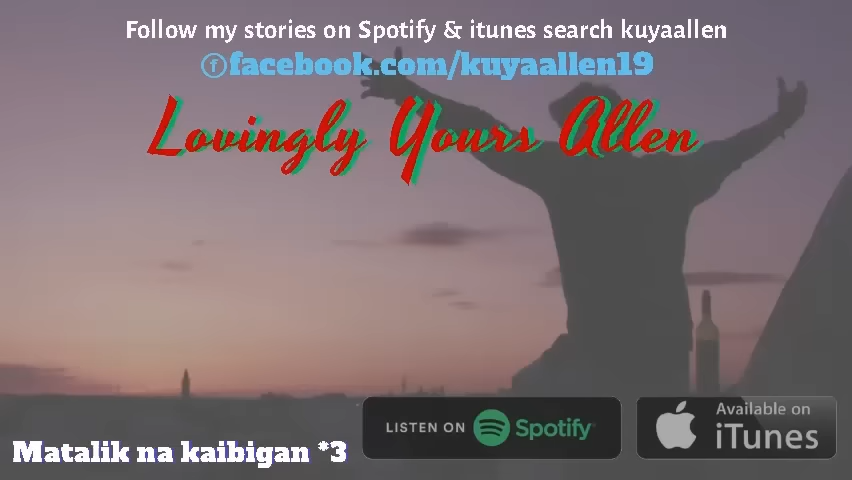 Follow my stories on Spotify & itunes search kuyaallen
ⓕfacebook.com/kuyaallen19
Lovingly Yours Allen
LISTEN ON Spotify
Available on
iTunes
Matalik na kaibigan *3